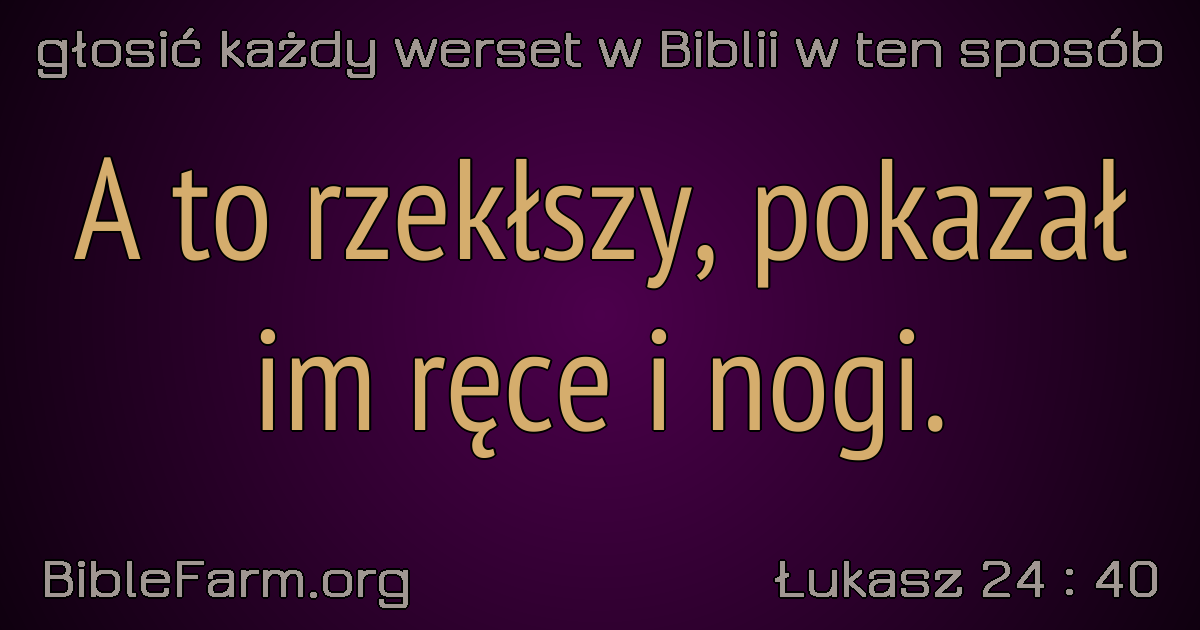 głosić każdy werset w Biblii w ten sposób
A to rzekłszy, pokazał
im ręce i nogi.
BibleFarm.org
Łukasz 24 : 40